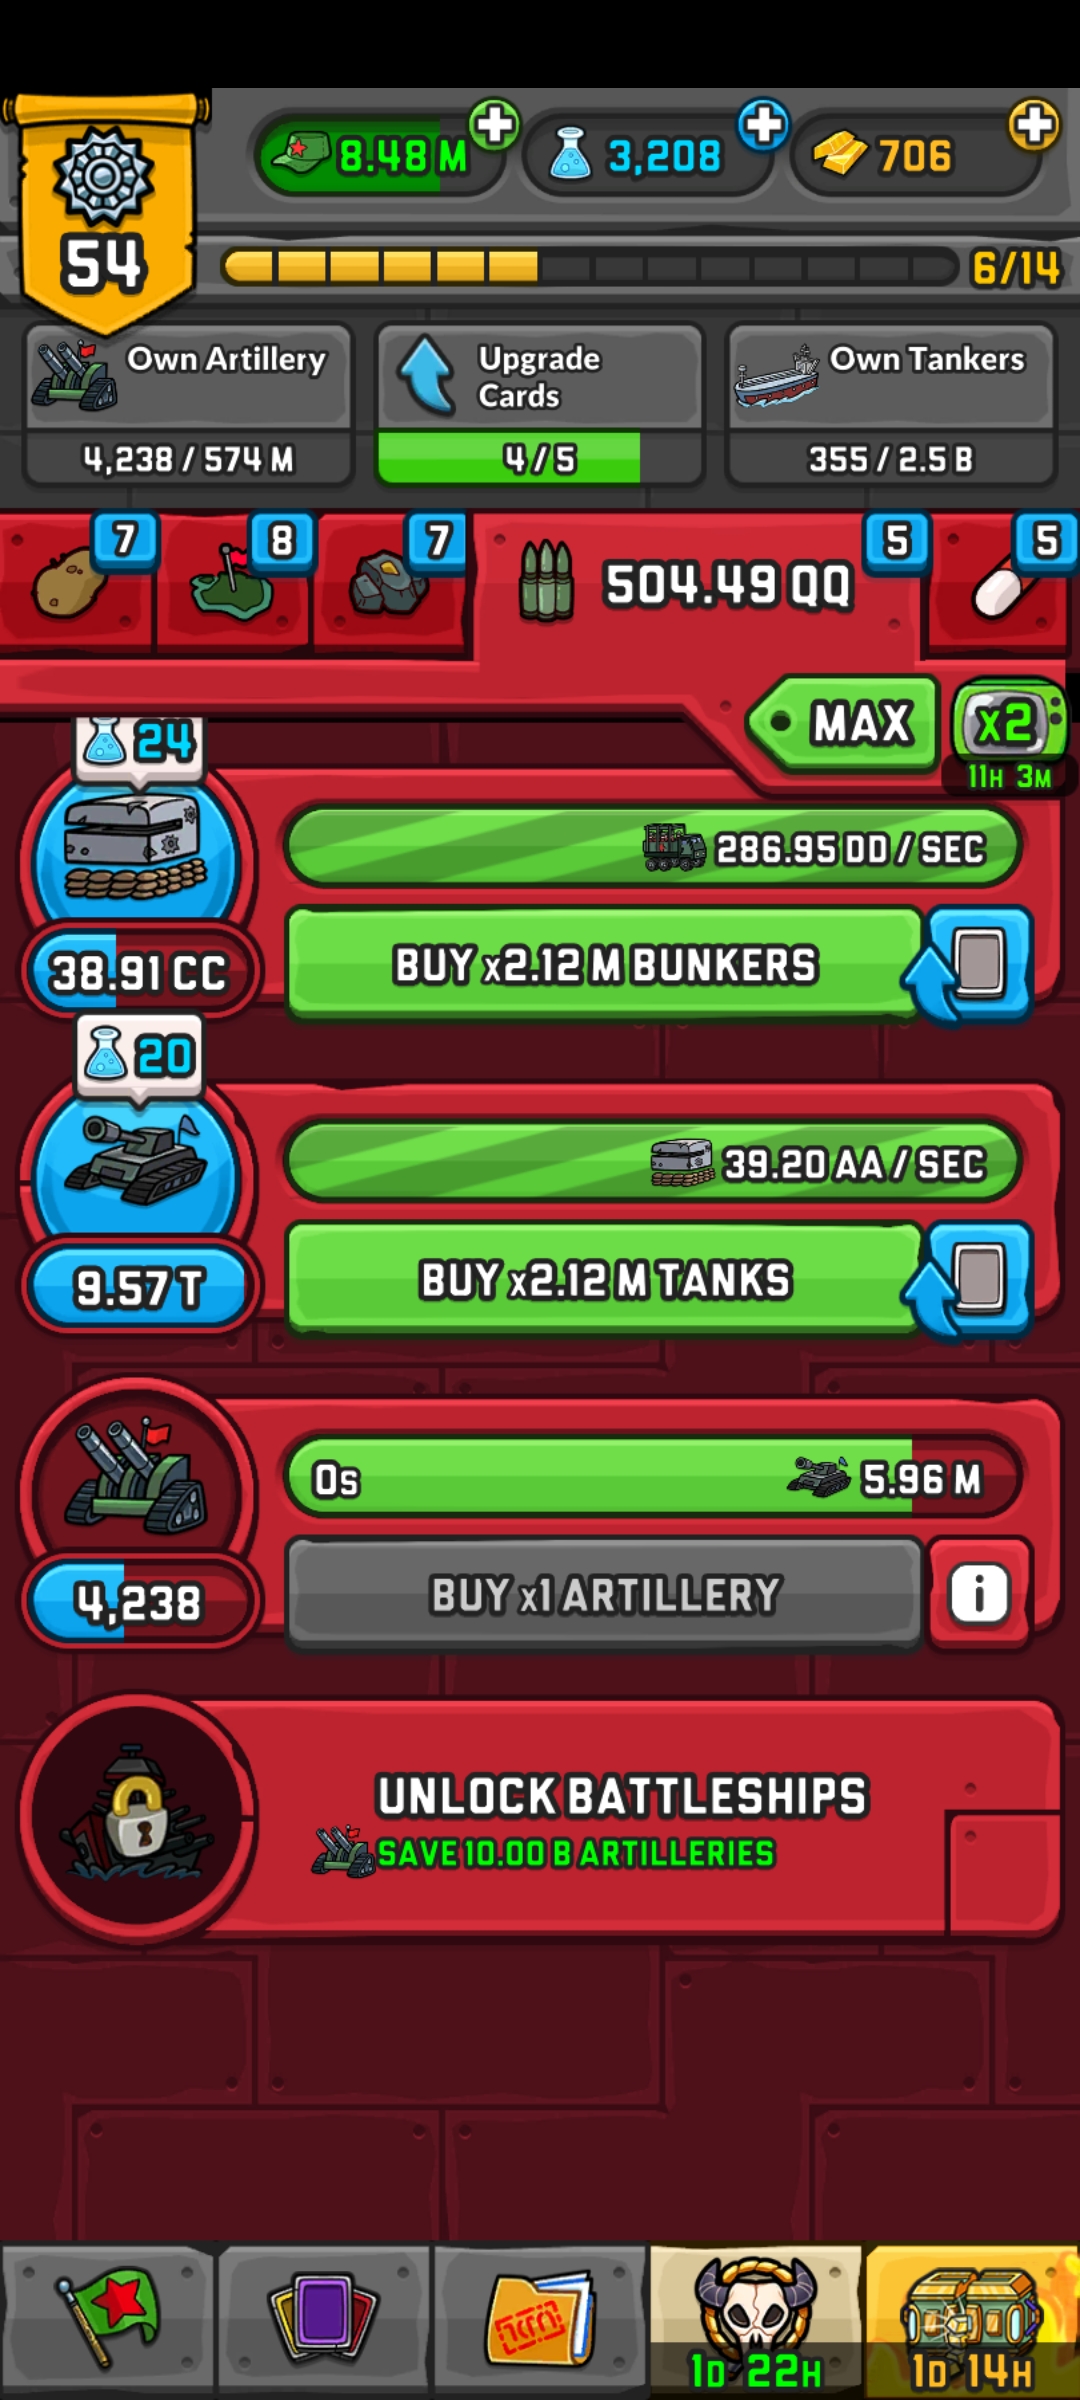 54
8.48 M
3,208
706
6/14
Own Artillery
4,238 / 574 M
Upgrade
Cards
4 / 5
Own Tankers
355 / 2.5 B
7
8
7
504.49 QQ
5
5
MAX
x2
11H 3M
24
286.95 DD / SEC
38.91 CC
BUY x2.12 M BUNKERS
20
39.20 AA / SEC
9.57 T
BUY x2.12 M TANKS
0s
5.96 M
4,238
BUY x1 ARTILLERY
i
UNLOCK BATTLESHIPS
SAVE 10.00 B ARTILLERIES
1D 22H
1D 14H